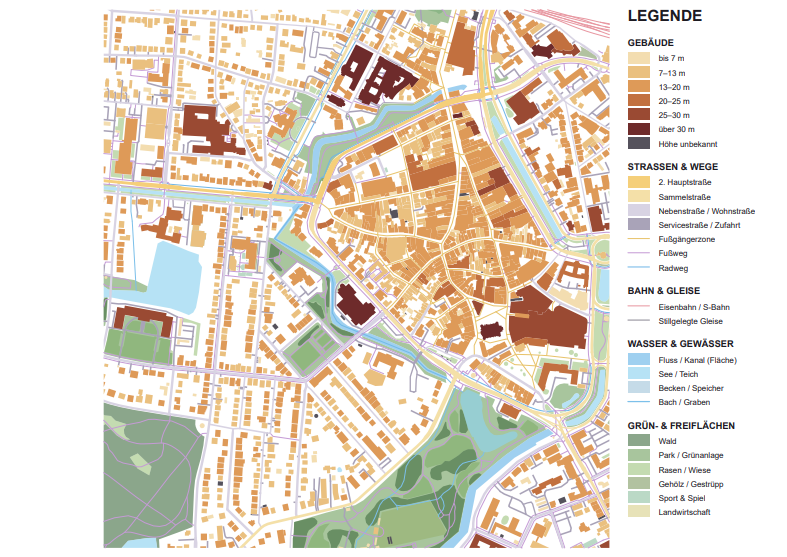 LEGENDE
GEBÄUDE
bis 7 m
7–13 m
13–20 m
20–25 m
25–30 m
über 30 m
Höhe unbekannt
STRASSEN & WEGE
2. Hauptstraße
Sammelstraße
Nebenstraße / Wohnstraße
Servicestraße / Zufahrt
Fußgängerzone
Fußweg
Radweg
BAHN & GLEISE
Eisenbahn / S-Bahn
Stillgelegte Gleise
WASSER & GEWÄSSER
Fluss / Kanal (Fläche)
See / Teich
Becken / Speicher
Bach / Graben
GRÜN- & FREIFLÄCHEN
Wald
Park / Grünanlage
Rasen / Wiese
Gehölz / Gestrüpp
Sport & Spiel
Landwirtschaft